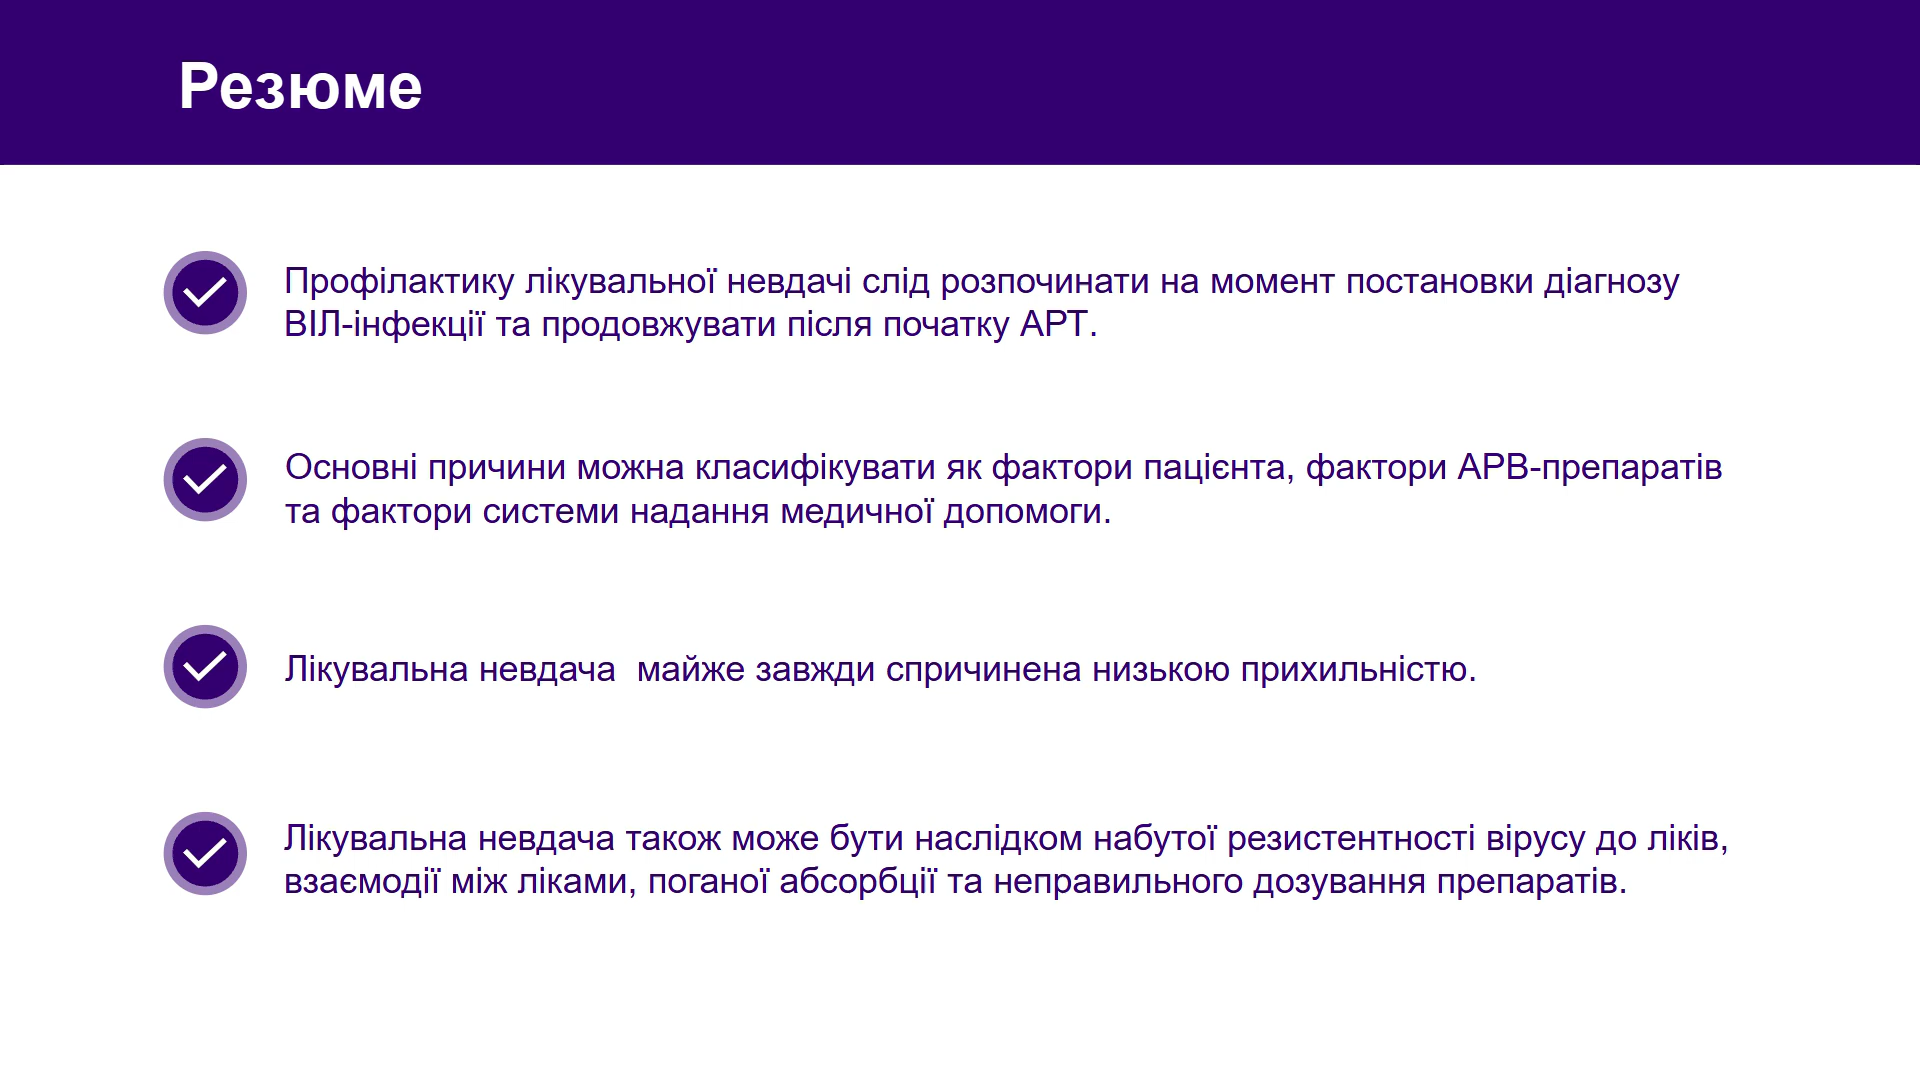 Резюме
Профілактику лікувальної невдачі слід розпочинати на момент постановки діагнозу
ВІЛ-інфекції та продовжувати після початку АРТ.
Основні причини можна класифікувати як фактори пацієнта, фактори АРВ-препаратів
та фактори системи надання медичної допомоги.
Лікувальна невдача  майже завжди спричинена низькою прихильністю.
Лікувальна невдача також може бути наслідком набутої резистентності вірусу до ліків,
взаємодії між ліками, поганої абсорбції та неправильного дозування препаратів.